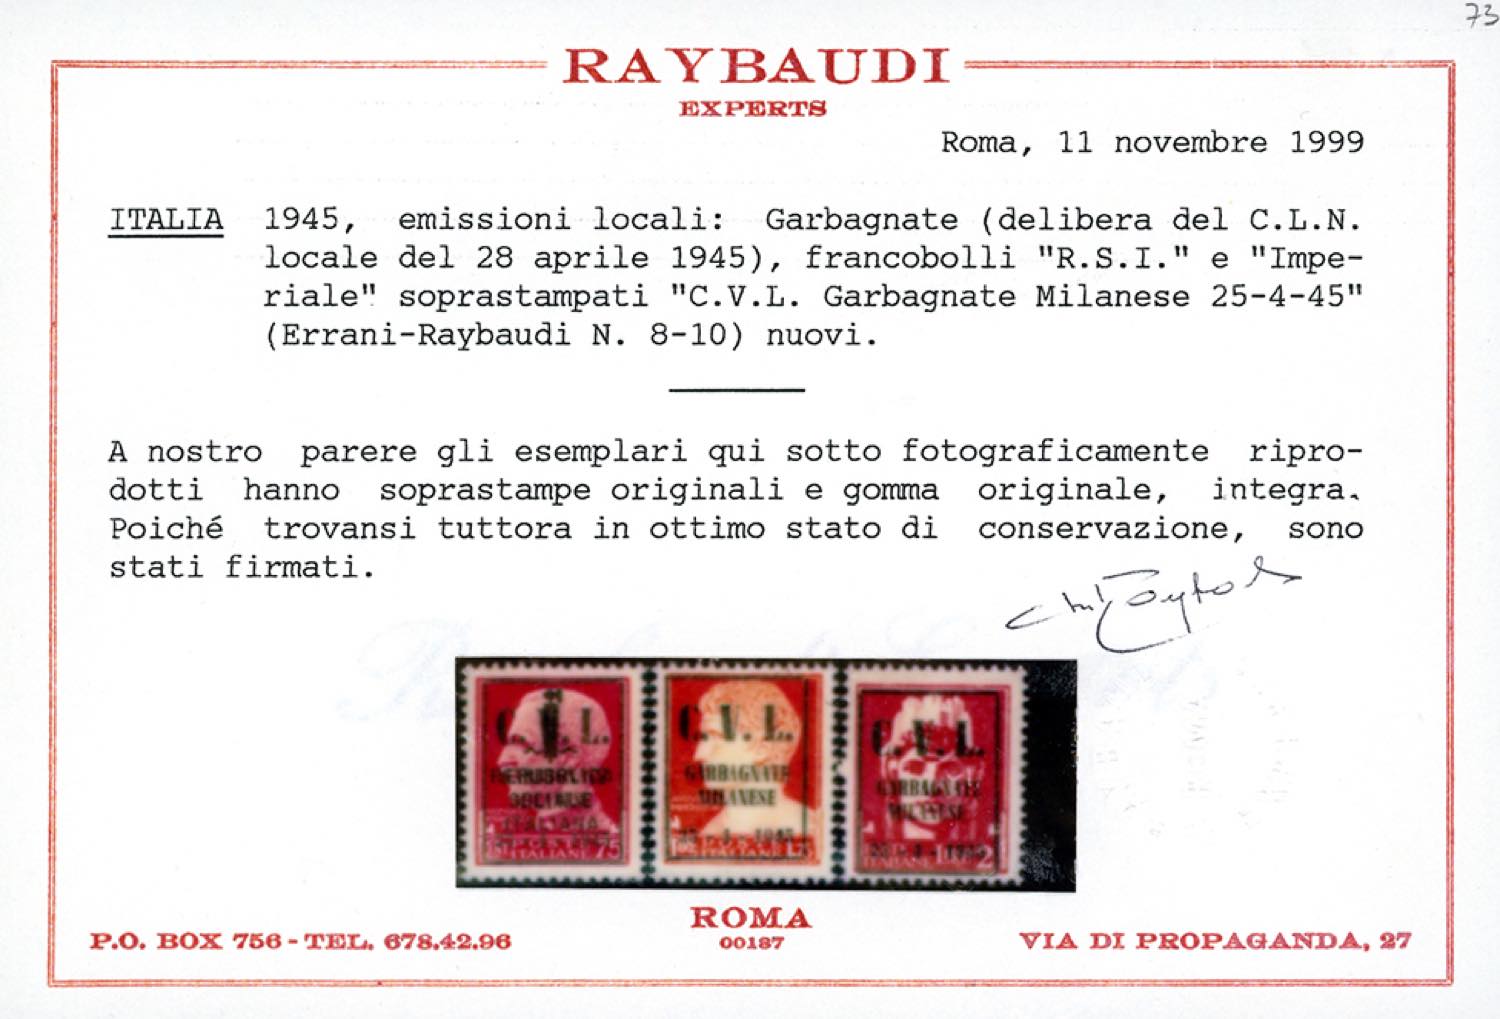 73
RAYBAUDI
EXPERTS
Roma, 11 novembre 1999
ITALIA 1945, emissioni locali: Garbagnate (delibera del C.L.N.
locale del 28 aprile 1945), francobolli "R.S.I." e "Impe-
riale" soprastampati "C.V.L. Garbagnate Milanese 25-4-45"
(Errani-Raybaudi N. 8-10) nuovi.
A nostro parere gli esemplari qui sotto fotograficamente ripro-
dotti hanno soprastampe originali e gomma originale, integra.
Poiché trovansi tuttora in ottimo stato di conservazione, sono
stati firmati.
C.V.L. C.V.L. C.V.L.
GARBAGNATE GARBAGNATE
MILANESE MILANESE
ITALIANE 75
ROMA
P.O. BOX 756 - TEL. 678.42.96 00187 VIA DI PROPAGANDA, 27